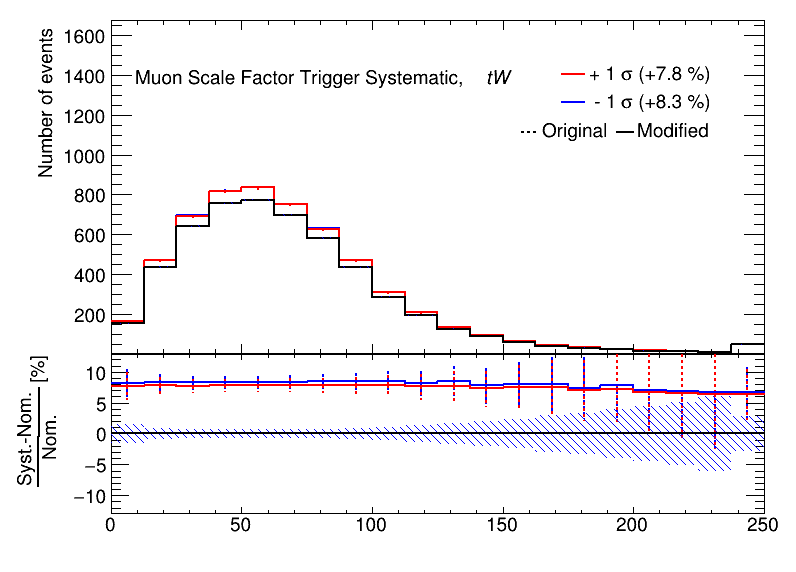 Number of events
1600
1400
1200
1000
800
600
400
200
Muon Scale Factor Trigger Systematic, tW
+ 1 σ (+7.8 %)
- 1 σ (+8.3 %)
Original Modified
Syst.-Nom.
Nom.
[%]
10
5
0
−5
−10
0 50 100 150 200 250